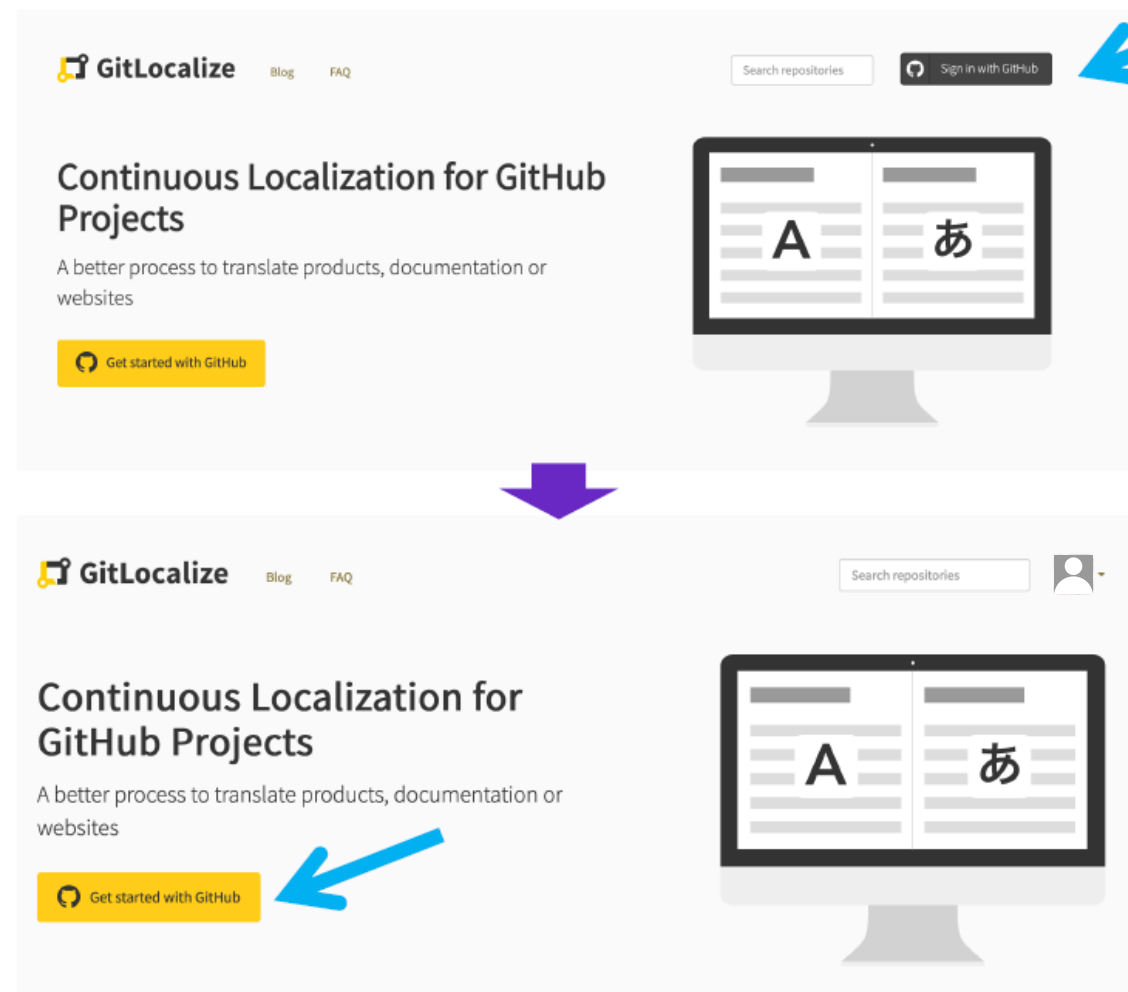 GitLocalize Blog FAQ Search repositories Sign in with GitHub
Continuous Localization for GitHub
Projects
A better process to translate products, documentation or
websites
Get started with GitHub
A あ
GitLocalize Blog FAQ Search repositories
Continuous Localization for
GitHub Projects
A better process to translate products, documentation or
websites
Get started with GitHub
A あ